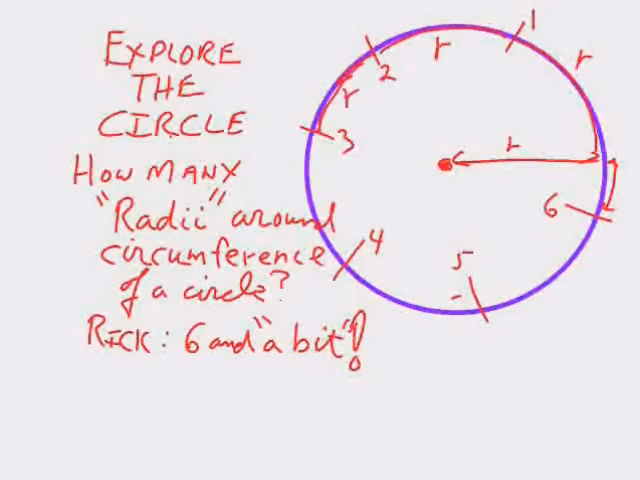 EXPLORE
THE
CIRCLE
HOW MANY
"Radii" around
circumference
of a circle?
RICK: 6 and "a bit"!
1
r
r
2
r
3
r
6
4
5